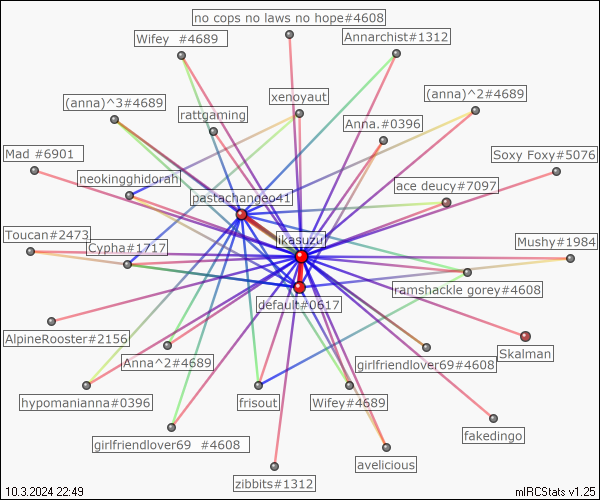 no cops no laws no hope#4608
Wifey  #4689
Annarchist#1312
(anna)^3#4689
xenoyaut
(anna)^2#4689
rattgaming
Anna.#0396
Mad #6901
Soxy Foxy#5076
neokingghidorah
ace deucy#7097
pastachangeo41
Toucan#2473
Cypha#1717
ikasuzu
Mushy#1984
default#0617
ramshackle gorey#4608
AlpineRooster#2156
Anna^2#4689
girlfriendlover69#4608
Skalman
hypomanianna#0396
frisout
Wifey#4689
girlfriendlover69  #4608
fakedingo
avelicious
zibbits#1312
10.3.2024 22:49
mIRCStats v1.25